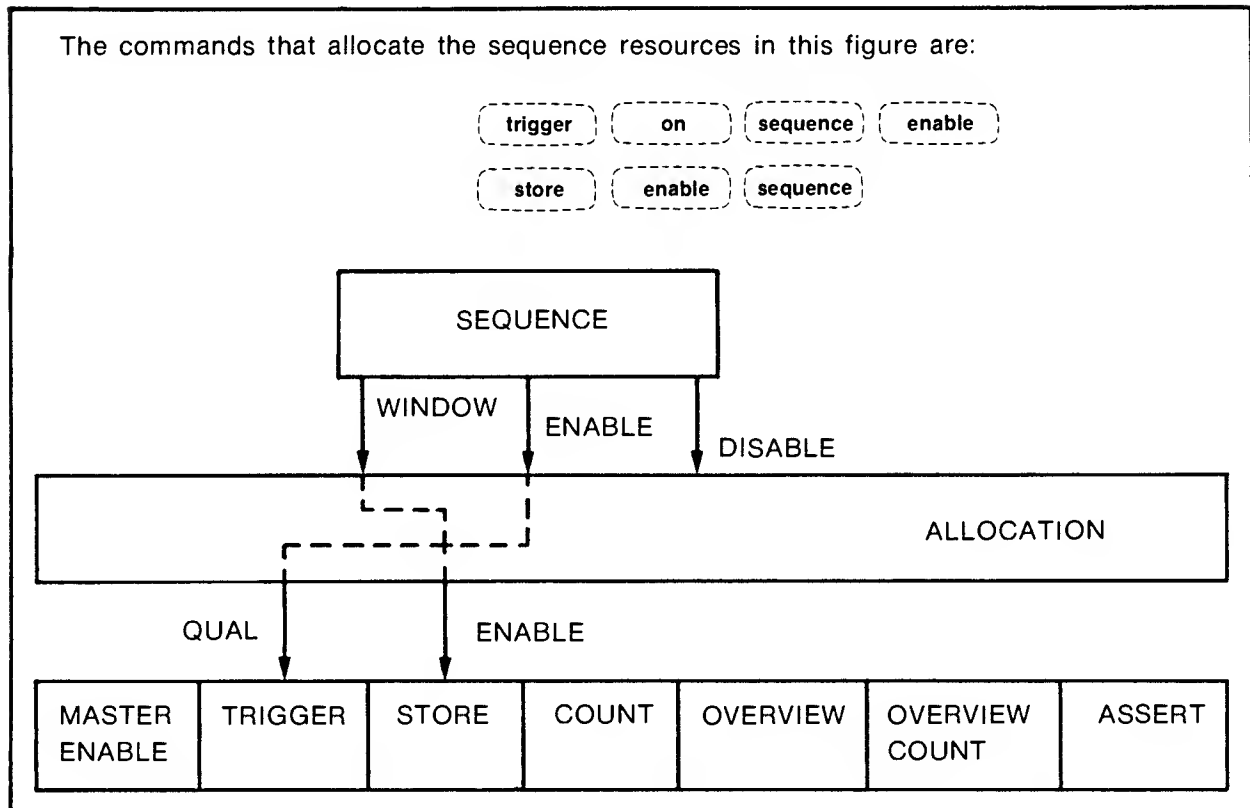 The commands that allocate the sequence resources in this figure are:
trigger on sequence enable
store enable sequence
SEQUENCE
WINDOW
ENABLE
DISABLE
ALLOCATION
QUAL
ENABLE
MASTER ENABLE
TRIGGER
STORE
COUNT
OVERVIEW
OVERVIEW COUNT
ASSERT